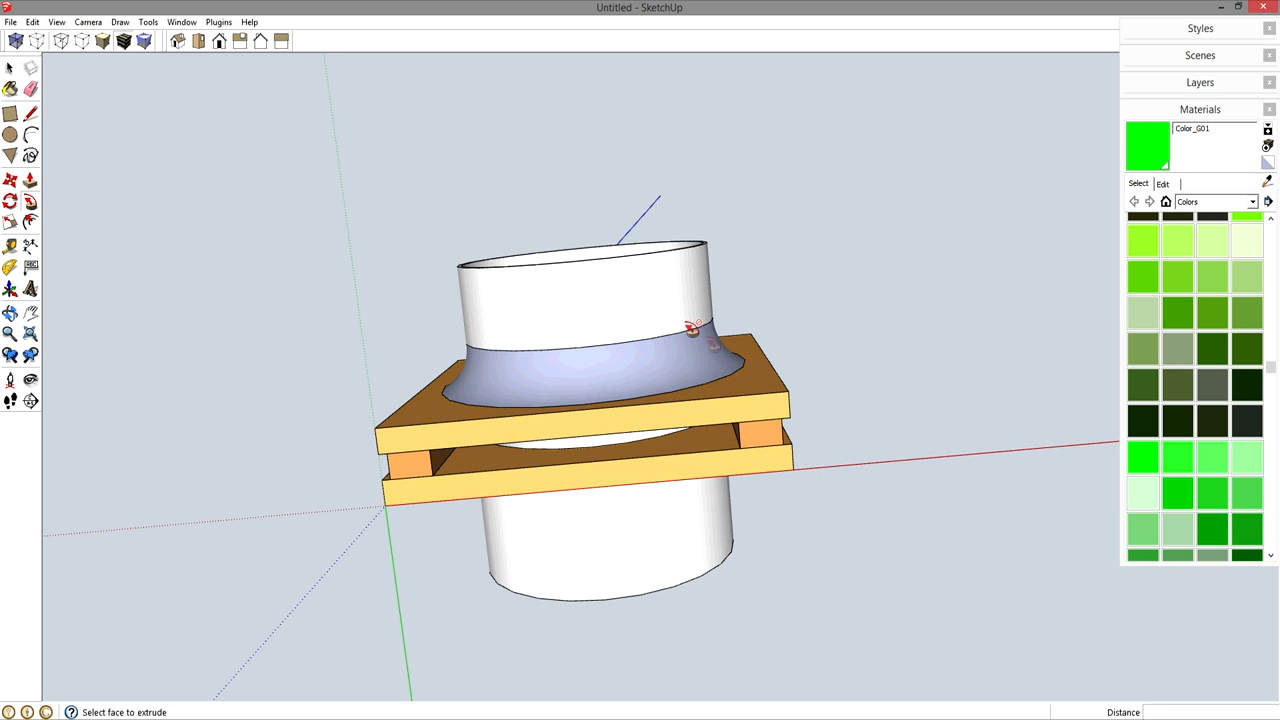 Untitled - SketchUp
File Edit View Camera Draw Tools Window Plugins Help
Styles
Scenes
Layers
Materials
Color_G01
Select Edit
Colors
ABC
Select face to extrude
Distance